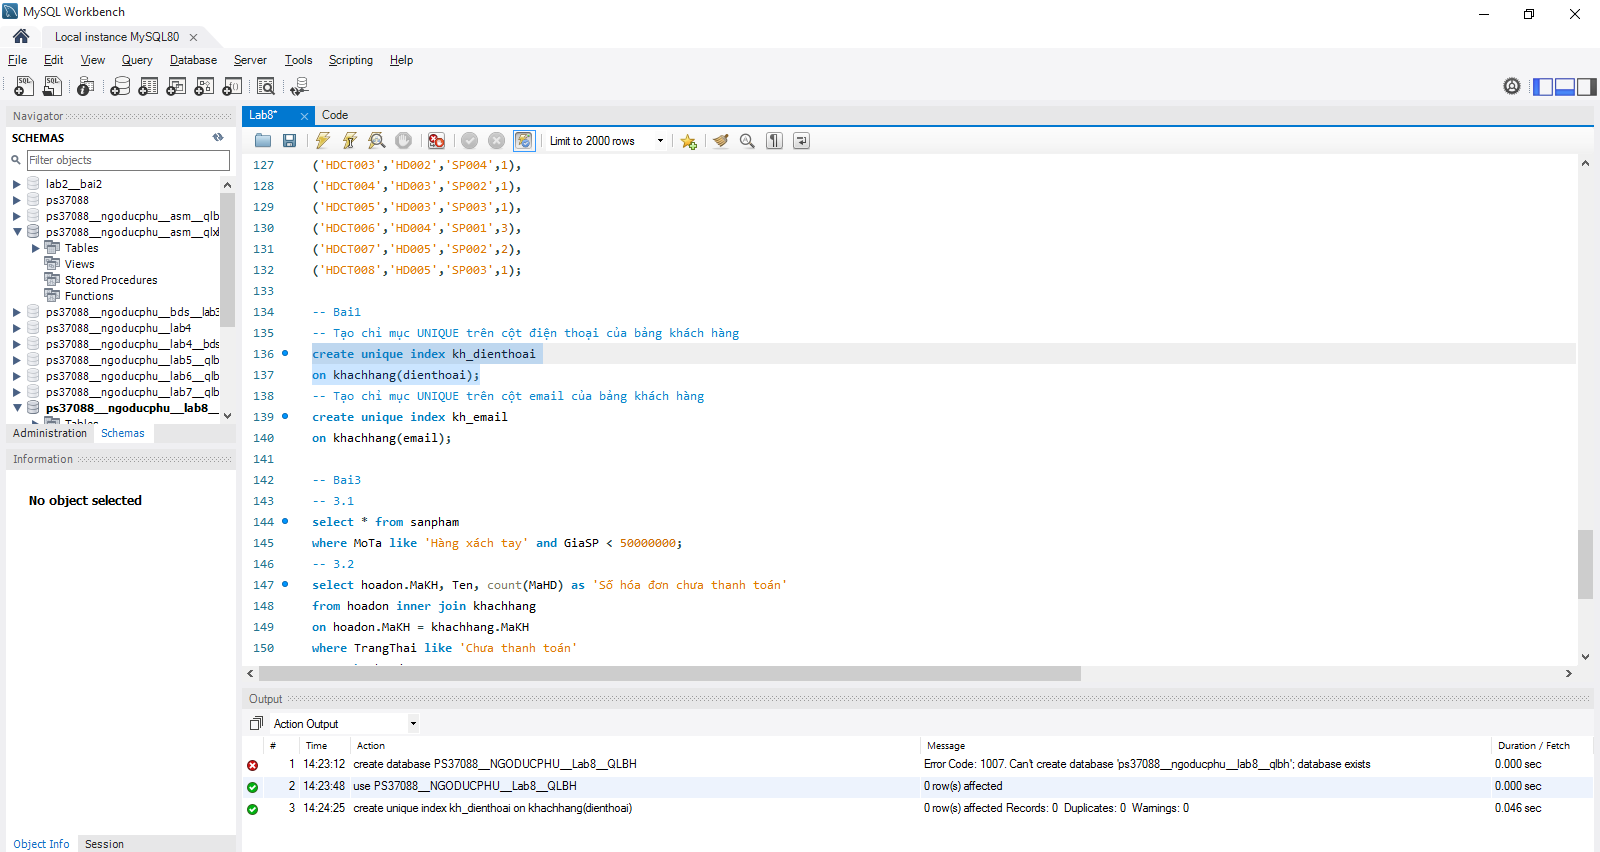 MySQL Workbench
Local instance MySQL80
File Edit View Query Database Server Tools Scripting Help
Navigator
SCHEMAS
Filter objects
lab2__bai2
ps37088
ps37088__ngoducphu__asm__qlb
ps37088__ngoducphu__asm__qlx
Tables
Views
Stored Procedures
Functions
ps37088__ngoducphu__bds__lab3
ps37088__ngoducphu__lab4
ps37088__ngoducphu__lab4__bds
ps37088__ngoducphu__lab5__qlb
ps37088__ngoducphu__lab6__qlb
ps37088__ngoducphu__lab7__qlb
ps37088__ngoducphu__lab8__
Tables
Administration Schemas
Information
No object selected
Object Info Session
Lab8* Code
Limit to 2000 rows
127 ('HDCT003','HD002','SP004',1),
128 ('HDCT004','HD003','SP002',1),
129 ('HDCT005','HD003','SP003',1),
130 ('HDCT006','HD004','SP001',3),
131 ('HDCT007','HD005','SP002',2),
132 ('HDCT008','HD005','SP003',1);
133
134 -- Bai1
135 -- Tạo chỉ mục UNIQUE trên cột điện thoại của bảng khách hàng
136 create unique index kh_dienthoai
137 on khachhang(dienthoai);
138 -- Tạo chỉ mục UNIQUE trên cột email của bảng khách hàng
139 create unique index kh_email
140 on khachhang(email);
141
142 -- Bai3
143 -- 3.1
144 select * from sanpham
145 where MoTa like 'Hàng xách tay' and GiaSP < 50000000;
146 -- 3.2
147 select hoadon.MaKH, Ten, count(MaHD) as 'Số hóa đơn chưa thanh toán'
148 from hoadon inner join khachhang
149 on hoadon.MaKH = khachhang.MaKH
150 where TrangThai like 'Chưa thanh toán'
Output
Action Output
# Time Action Message Duration / Fetch
1 14:23:12 create database PS37088__NGODUCPHU__Lab8__QLBH Error Code: 1007. Can't create database 'ps37088__ngoducphu__lab8__qlbh'; database exists 0.000 sec
2 14:23:48 use PS37088__NGODUCPHU__Lab8__QLBH 0 row(s) affected 0.000 sec
3 14:24:25 create unique index kh_dienthoai on khachhang(dienthoai) 0 row(s) affected Records: 0 Duplicates: 0 Warnings: 0 0.046 sec